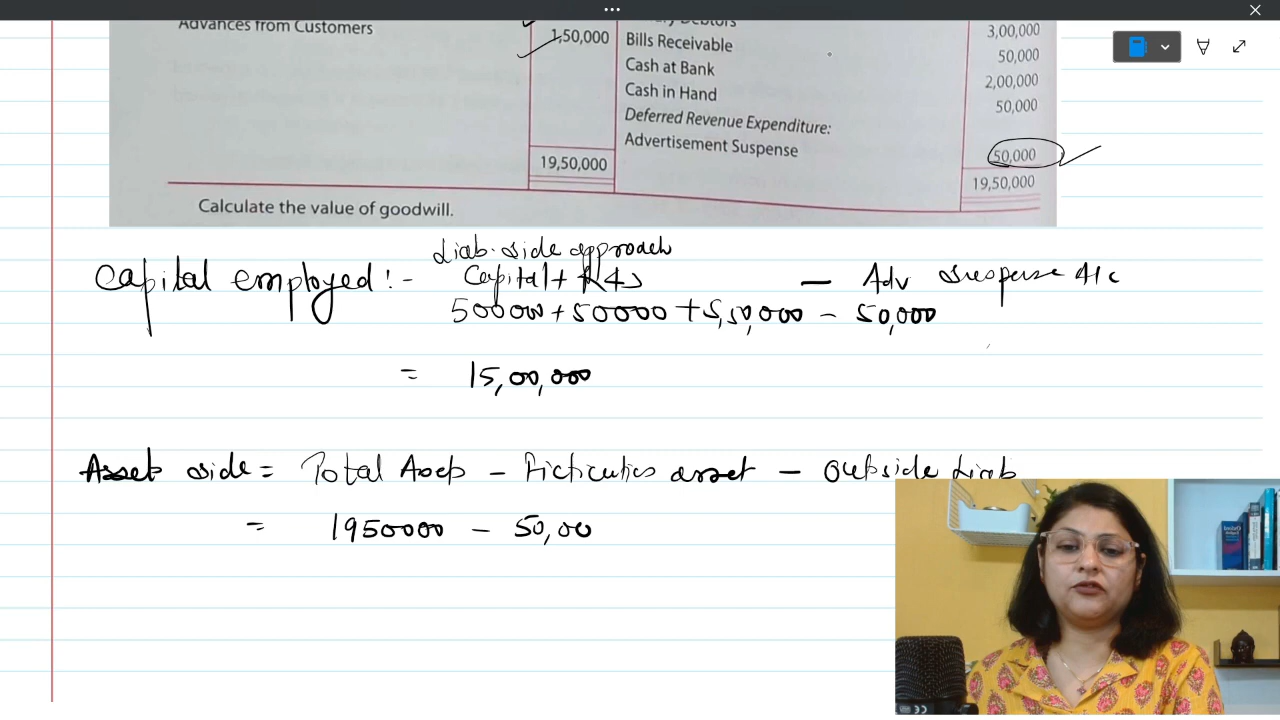 Advances from Customers
1,50,000
Debtors
3,00,000
Bills Receivable
50,000
Cash at Bank
2,00,000
Cash in Hand
50,000
Deferred Revenue Expenditure:
Advertisement Suspense
50,000
19,50,000
19,50,000
Calculate the value of goodwill.
Liab. side approach
Capital employed :- Capital + R&S — Adv suspense A/c
500000 + 50000 + 5,50,000 - 50,000
= 15,00,000
Asset side = Total Assets - Ficticuties asset - Outside Liab
= 1950000 - 50,00